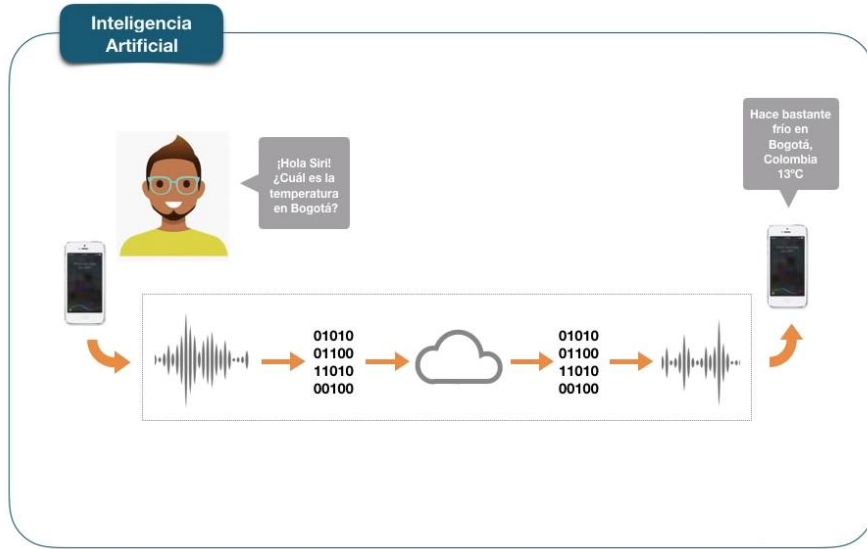 Inteligencia
Artificial
¡Hola Siri!
¿Cuál es la
temperatura
en Bogotá?
Hace bastante
frío en
Bogotá,
Colombia
13°C
01010
01100
11010
00100
01010
01100
11010
00100